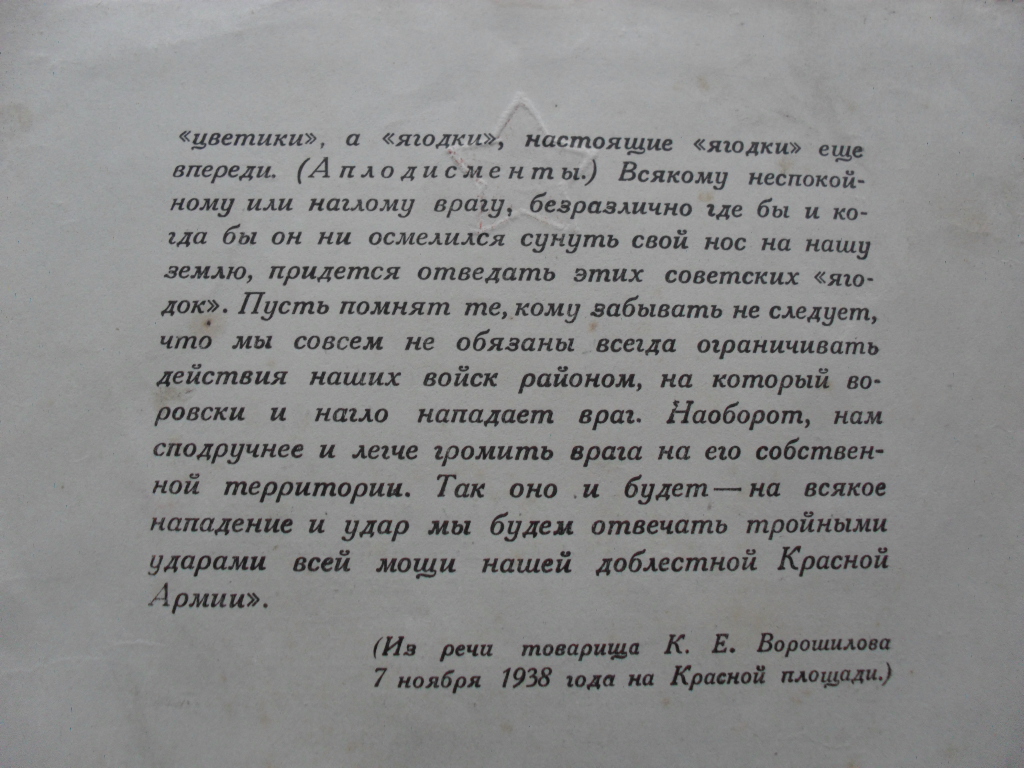 «цветики», а «ягодки», настоящие «ягодки» еще
впереди. (Аплодисменты.) Всякому неспокой-
ному или наглому врагу, безразлично где бы и ко-
гда бы он ни осмелился сунуть свой нос на нашу
землю, придется отведать этих советских «яго-
док». Пусть помнят те, кому забывать не следует,
что мы совсем не обязаны всегда ограничивать
действия наших войск районом, на который во-
ровски и нагло нападает враг. Наоборот, нам
сподручнее и легче громить врага на его собствен-
ной территории. Так оно и будет — на всякое
нападение и удар мы будем отвечать тройными
ударами всей мощи нашей доблестной Красной
Армии».
(Из речи товарища К. Е. Ворошилова
7 ноября 1938 года на Красной площади.)